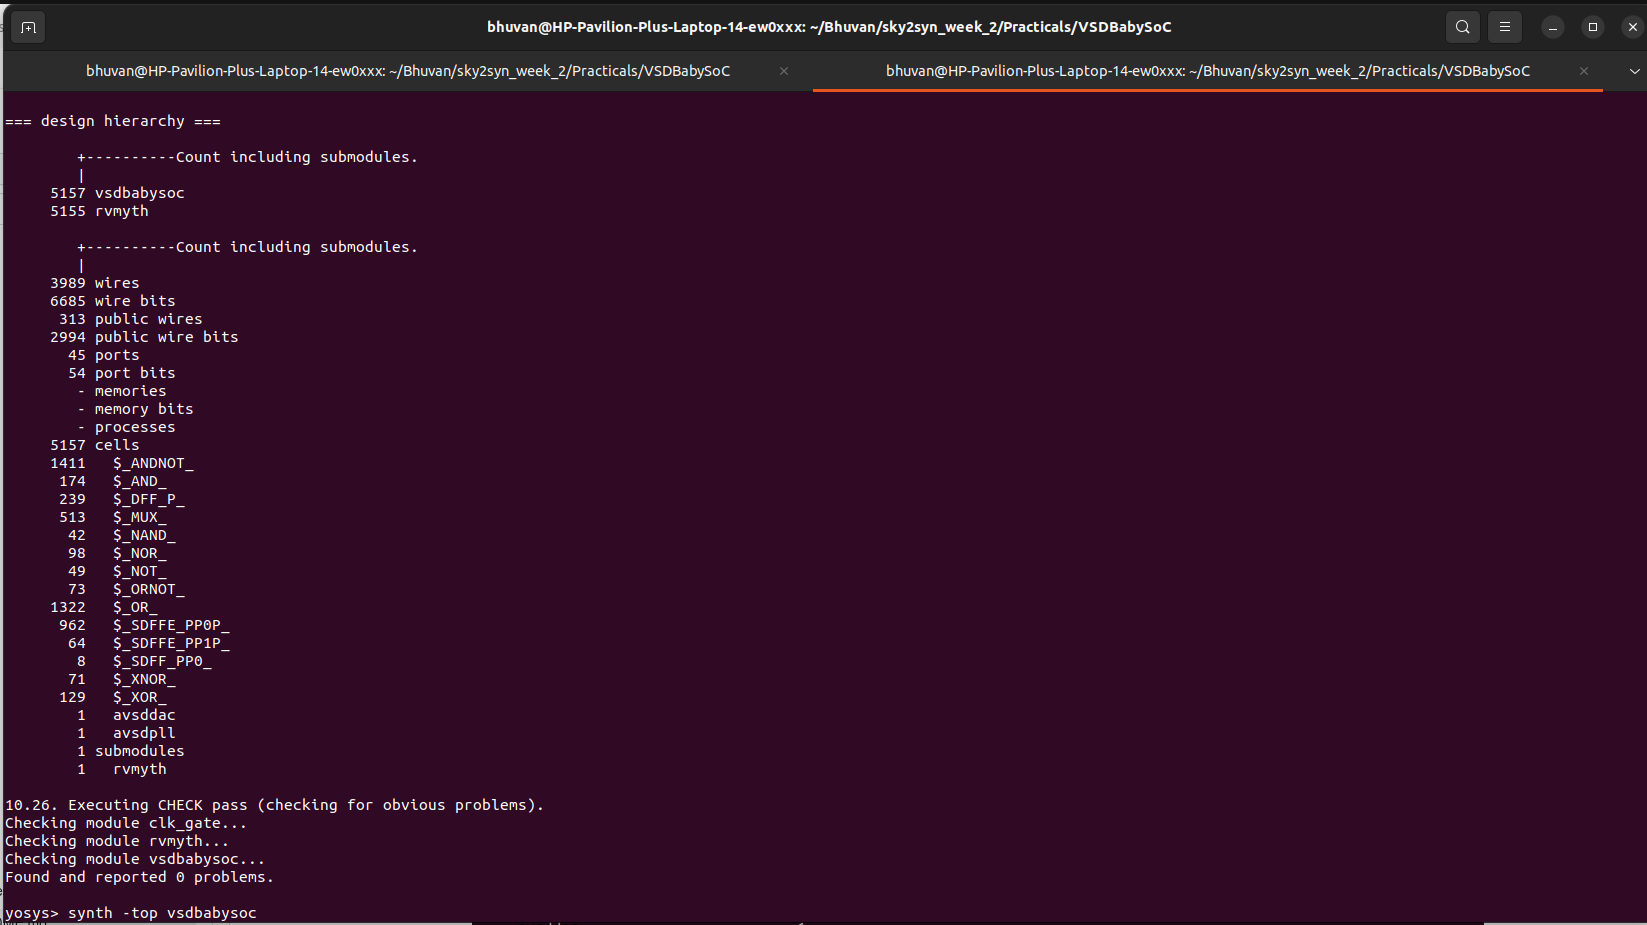 bhuvan@HP-Pavilion-Plus-Laptop-14-ew0xxx: ~/Bhuvan/sky2syn_week_2/Practicals/VSDBabySoC
bhuvan@HP-Pavilion-Plus-Laptop-14-ew0xxx: ~/Bhuvan/sky2syn_week_2/Practicals/VSDBabySoC
bhuvan@HP-Pavilion-Plus-Laptop-14-ew0xxx: ~/Bhuvan/sky2syn_week_2/Practicals/VSDBabySoC
=== design hierarchy ===
+----------Count including submodules.
|
5157 vsdbabysoc
5155 rvmyth
+----------Count including submodules.
|
3989 wires
6685 wire bits
313 public wires
2994 public wire bits
45 ports
54 port bits
- memories
- memory bits
- processes
5157 cells
1411 $_ANDNOT_
174 $_AND_
239 $_DFF_P_
513 $_MUX_
42 $_NAND_
98 $_NOR_
49 $_NOT_
73 $_ORNOT_
1322 $_OR_
962 $_SDFFE_PP0P_
64 $_SDFFE_PP1P_
8 $_SDFF_PP0_
71 $_XNOR_
129 $_XOR_
1 avsddac
1 avsdpll
1 submodules
1 rvmyth
10.26. Executing CHECK pass (checking for obvious problems).
Checking module clk_gate...
Checking module rvmyth...
Checking module vsdbabysoc...
Found and reported 0 problems.
yosys> synth -top vsdbabysoc